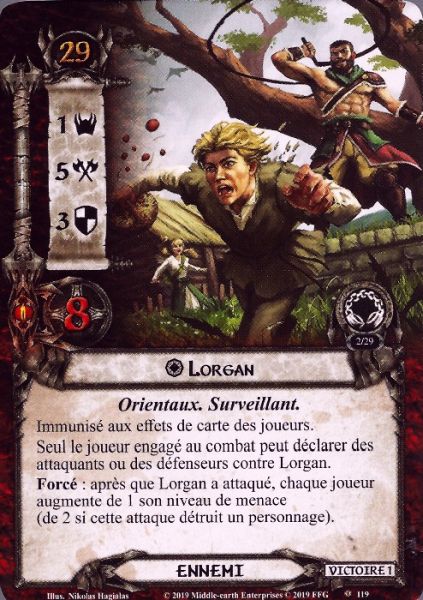 29
1
5
3
8
2/29
LORGAN
Orientaux. Surveillant.
Immunisé aux effets de carte des joueurs.
Seul le joueur engagé au combat peut déclarer des
attaquants ou des défenseurs contre Lorgan.
Forcé : après que Lorgan a attaqué, chaque joueur
augmente de 1 son niveau de menace
(de 2 si cette attaque détruit un personnage).
ENNEMI
VICTOIRE 1
Illus. Nikolas Hagialas
© 2019 Middle-earth Enterprises © 2019 FFG
119